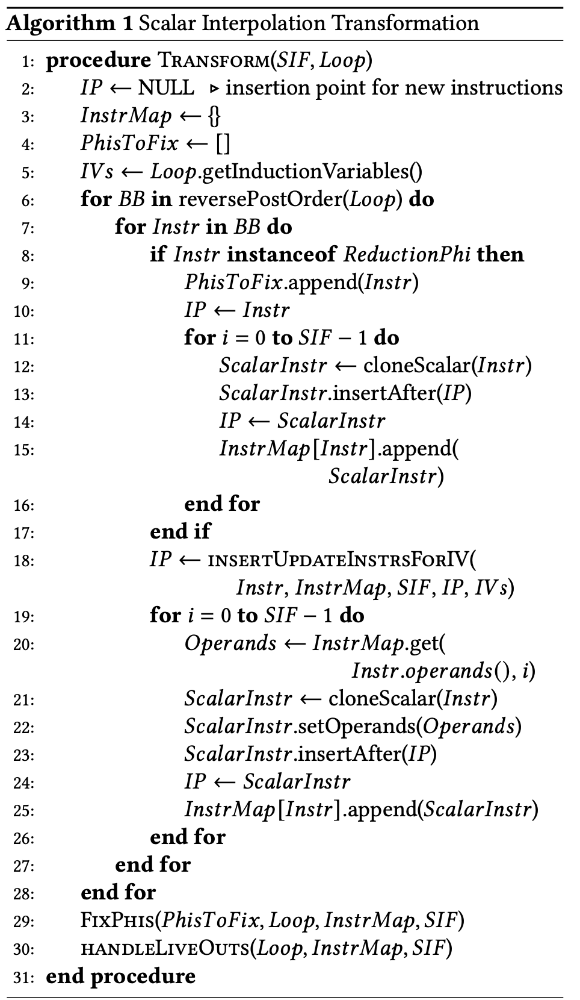 Algorithm 1 Scalar Interpolation Transformation
1: procedure TRANSFORM(SIF, Loop)
2: IP ← NULL ▹ insertion point for new instructions
3: InstrMap ← {}
4: PhisToFix ← []
5: IVs ← Loop.getInductionVariables()
6: for BB in reversePostOrder(Loop) do
7: for Instr in BB do
8: if Instr instanceof ReductionPhi then
9: PhisToFix.append(Instr)
10: IP ← Instr
11: for i = 0 to SIF − 1 do
12: ScalarInstr ← cloneScalar(Instr)
13: ScalarInstr.insertAfter(IP)
14: IP ← ScalarInstr
15: InstrMap[Instr].append(
ScalarInstr)
16: end for
17: end if
18: IP ← INSERTUPDATEINSTRSFORIV(
Instr, InstrMap, SIF, IP, IVs)
19: for i = 0 to SIF − 1 do
20: Operands ← InstrMap.get(
Instr.operands(), i)
21: ScalarInstr ← cloneScalar(Instr)
22: ScalarInstr.setOperands(Operands)
23: ScalarInstr.insertAfter(IP)
24: IP ← ScalarInstr
25: InstrMap[Instr].append(ScalarInstr)
26: end for
27: end for
28: end for
29: FIXPHIS(PhisToFix, Loop, InstrMap, SIF)
30: HANDLELIVEOUTS(Loop, InstrMap, SIF)
31: end procedure